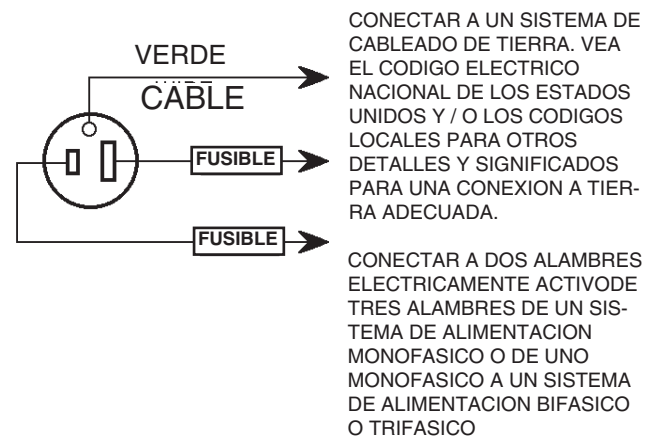 VERDE
CABLE
FUSIBLE
FUSIBLE
CONECTAR A UN SISTEMA DE
CABLEADO DE TIERRA. VEA
EL CODIGO ELECTRICO
NACIONAL DE LOS ESTADOS
UNIDOS Y / O LOS CODIGOS
LOCALES PARA OTROS
DETALLES Y SIGNIFICADOS
PARA UNA CONEXION A TIER-
RA ADECUADA.
CONECTAR A DOS ALAMBRES
ELECTRICAMENTE ACTIVODE
TRES ALAMBRES DE UN SIS-
TEMA DE ALIMENTACION
MONOFASICO O DE UNO
MONOFASICO A UN SISTEMA
DE ALIMENTACION BIFASICO
O TRIFASICO